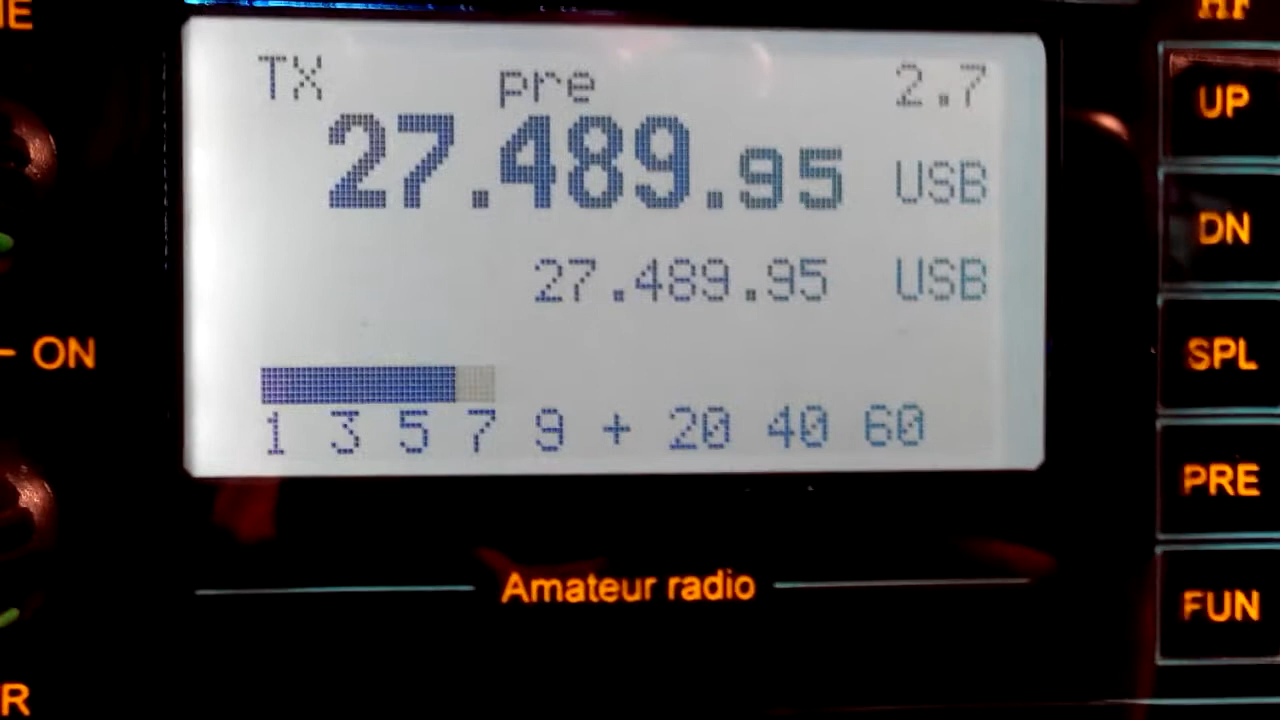 TX pre 2.7
27.489.95 USB
27.489.95 USB
1 3 5 7 9 + 20 40 60
Amateur radio
ON
UP
DN
SPL
PRE
FUN